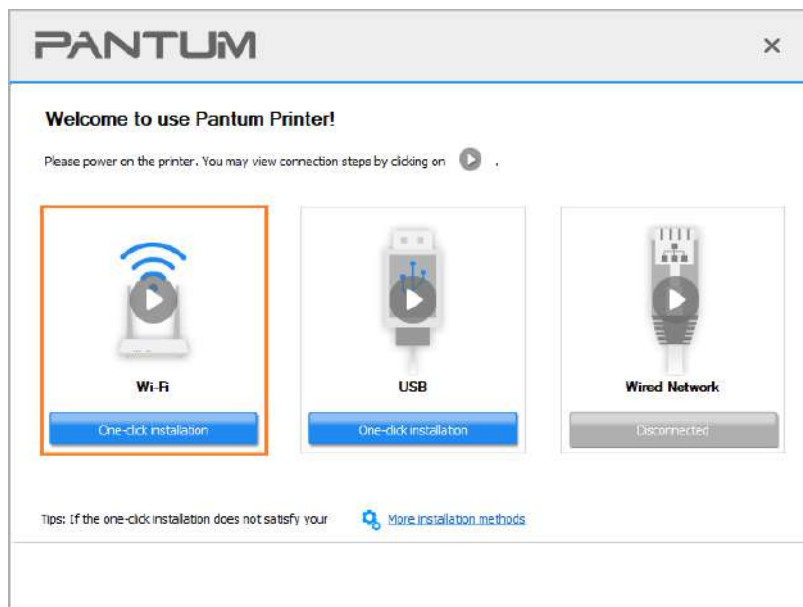 PANTUM
Welcome to use Pantum Printer!
Please power on the printer. You may view connection steps by clicking on .
Wi-Fi
USB
Wired Network
One-click installation
One-click installation
Disconnected
Tips: If the one-click installation does not satisfy your More installation methods